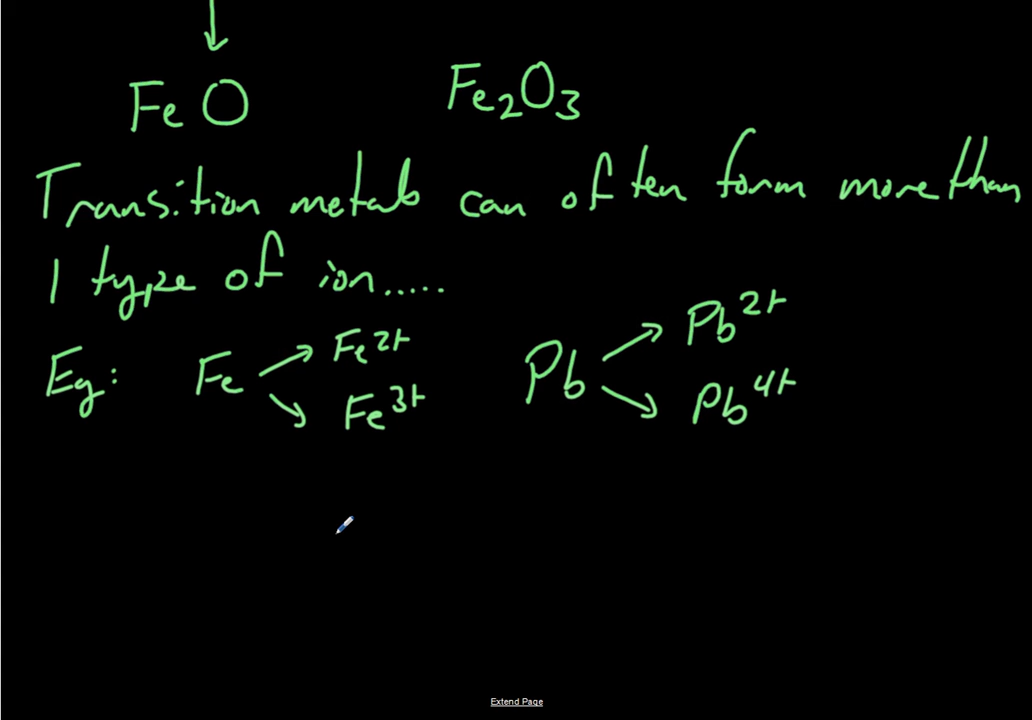 FeO Fe₂O₃
Transition metals can often form more than
1 type of ion.....
Eg: Fe → Fe²⁺ Pb → Pb²⁺
→ Fe³⁺ → Pb⁴⁺
Extend Page